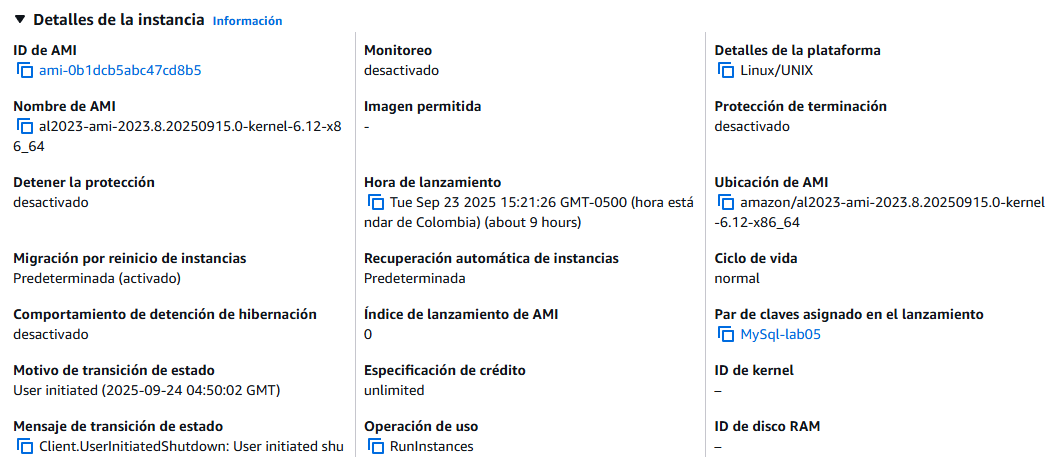 Detalles de la instancia Información
ID de AMI
ami-0b1dcb5abc47cd8b5
Monitoreo
desactivado
Detalles de la plataforma
Linux/UNIX
Nombre de AMI
al2023-ami-2023.8.20250915.0-kernel-6.12-x8
6_64
Imagen permitida
-
Protección de terminación
desactivado
Detener la protección
desactivado
Hora de lanzamiento
Tue Sep 23 2025 15:21:26 GMT-0500 (hora está
ndar de Colombia) (about 9 hours)
Ubicación de AMI
amazon/al2023-ami-2023.8.20250915.0-kernel
-6.12-x86_64
Migración por reinicio de instancias
Predeterminada (activado)
Recuperación automática de instancias
Predeterminada
Ciclo de vida
normal
Comportamiento de detención de hibernación
desactivado
Índice de lanzamiento de AMI
0
Par de claves asignado en el lanzamiento
MySql-lab05
Motivo de transición de estado
User initiated (2025-09-24 04:50:02 GMT)
Especificación de crédito
unlimited
ID de kernel
–
Mensaje de transición de estado
Client.UserInitiatedShutdown: User initiated shu
Operación de uso
RunInstances
ID de disco RAM
–